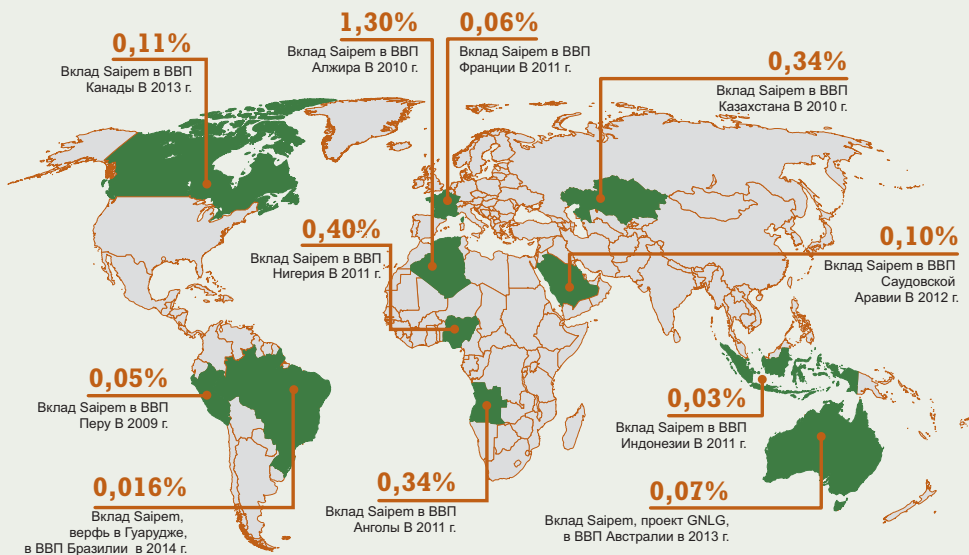 0,11%
Вклад Saipem в ВВП
Канады В 2013 г.
1,30%
Вклад Saipem в ВВП
Алжира В 2010 г.
0,06%
Вклад Saipem в ВВП
Франции В 2011 г.
0,34%
Вклад Saipem в ВВП
Казахстана В 2010 г.
0,40%
Вклад Saipem в ВВП
Нигерия В 2011 г.
0,10%
Вклад Saipem в ВВП
Саудовской
Аравии В 2012 г.
0,05%
Вклад Saipem в ВВП
Перу В 2009 г.
0,03%
Вклад Saipem в ВВП
Индонезии В 2011 г.
0,016%
Вклад Saipem,
верфь в Гуарудже,
в ВВП Бразилии в 2014 г.
0,34%
Вклад Saipem в ВВП
Анголы В 2011 г.
0,07%
Вклад Saipem, проект GNLG,
в ВВП Австралии в 2013 г.